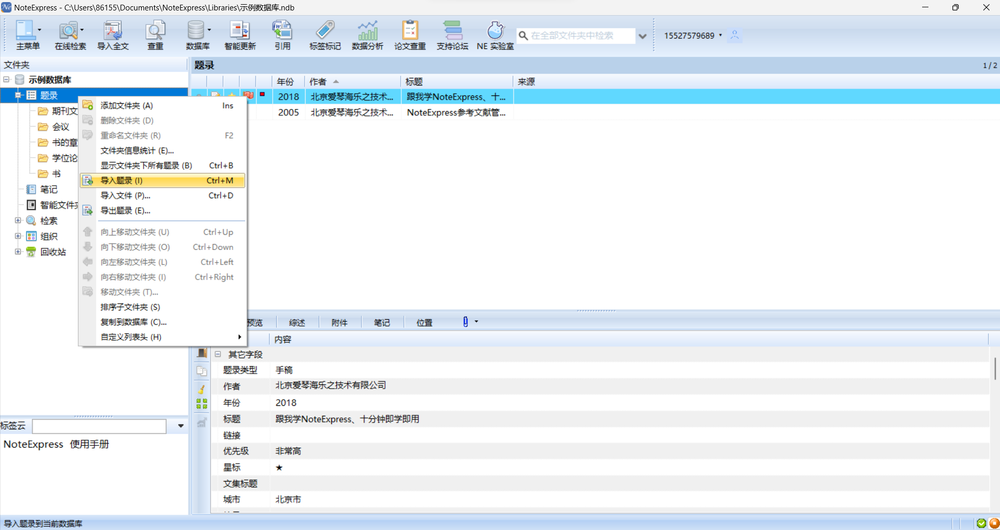 NoteExpress - C:\Users\86155\Documents\NoteExpress\Libraries\示例数据库.ndb
主菜单
在线检索
导入全文
查重
数据库
智能更新
引用
标签标记
数据分析
论文查重
支持论坛
NE 实验室
在全部文件夹中检索
15527579689
文件夹
题录
1 / 2
示例数据库
年份 作者 标题 来源
题录
2018 北京爱琴海乐之技术... 跟我学NoteExpress、十...
2005 北京爱琴海乐之技术... NoteExpress参考文献管...
期刊文
会议
书的章
学位论
书
笔记
智能文件夹
检索
组织
回收站
添加文件夹 (A) Ins
删除文件夹 (D)
重命名文件夹 (R) F2
文件夹信息统计 (E)...
显示文件夹下所有题录 (B) Ctrl+B
导入题录 (I) Ctrl+M
导入文件 (P)... Ctrl+D
导出题录 (E)...
向上移动文件夹 (U) Ctrl+Up
向下移动文件夹 (O) Ctrl+Down
向左移动文件夹 (L) Ctrl+Left
向右移动文件夹 (I) Ctrl+Right
移动文件夹 (T)...
排序子文件夹 (S)
复制到数据库 (C)...
自定义列表头 (H)
预览 综述 附件 笔记 位置
内容
其它字段
题录类型 手稿
作者 北京爱琴海乐之技术有限公司
年份 2018
标题 跟我学NoteExpress、十分钟即学即用
链接
优先级 非常高
星标 ★
文集标题
城市 北京市
标签云
NoteExpress 使用手册
导入题录到当前数据库